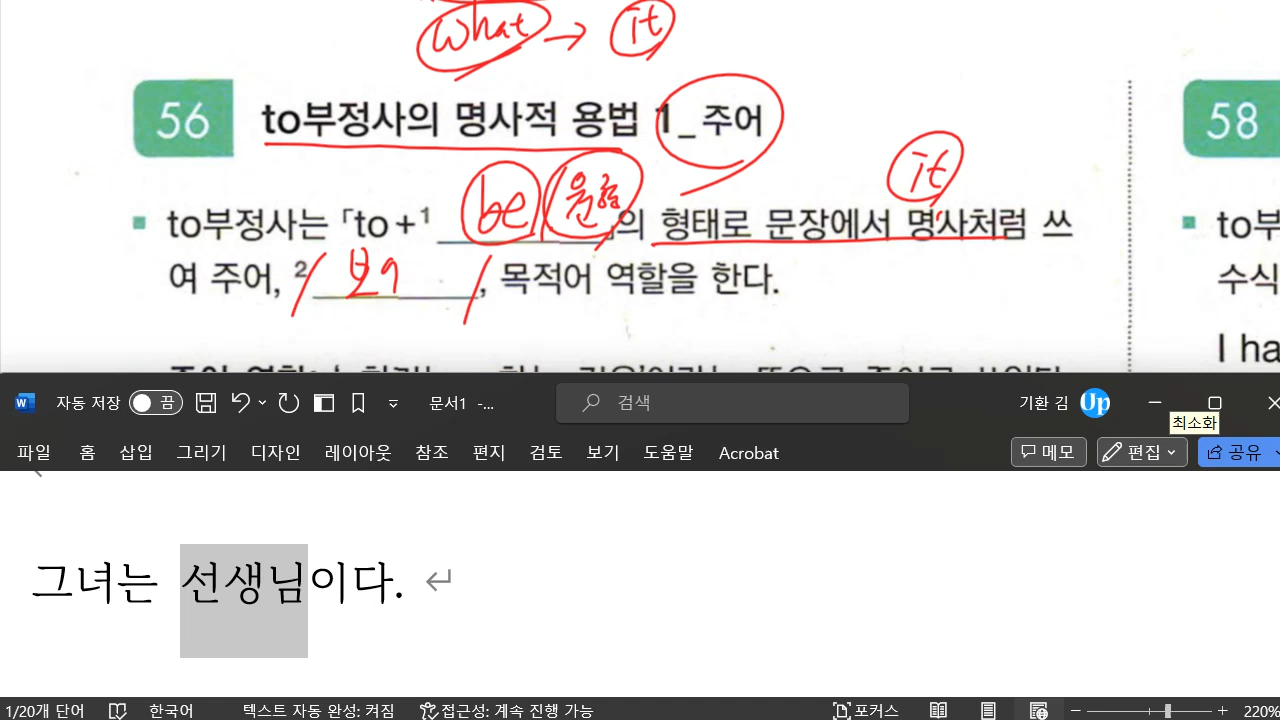 what → it
56 to부정사의 명사적 용법 1_주어
58
it
to부정사는 「to+¹ be 원형 의 형태로 문장에서 명사처럼 쓰
여 주어, ² 보어, 목적어 역할을 한다.
to부
수식
I ha
자동 저장 끔 문서1 -... 검색 기환 김 Up
최소화
파일 홈 삽입 그리기 디자인 레이아웃 참조 편지 검토 보기 도움말 Acrobat 메모 편집 공유
그녀는 선생님이다. ↵
1/20개 단어 한국어 텍스트 자동 완성: 켜짐 접근성: 계속 진행 가능 포커스 220%